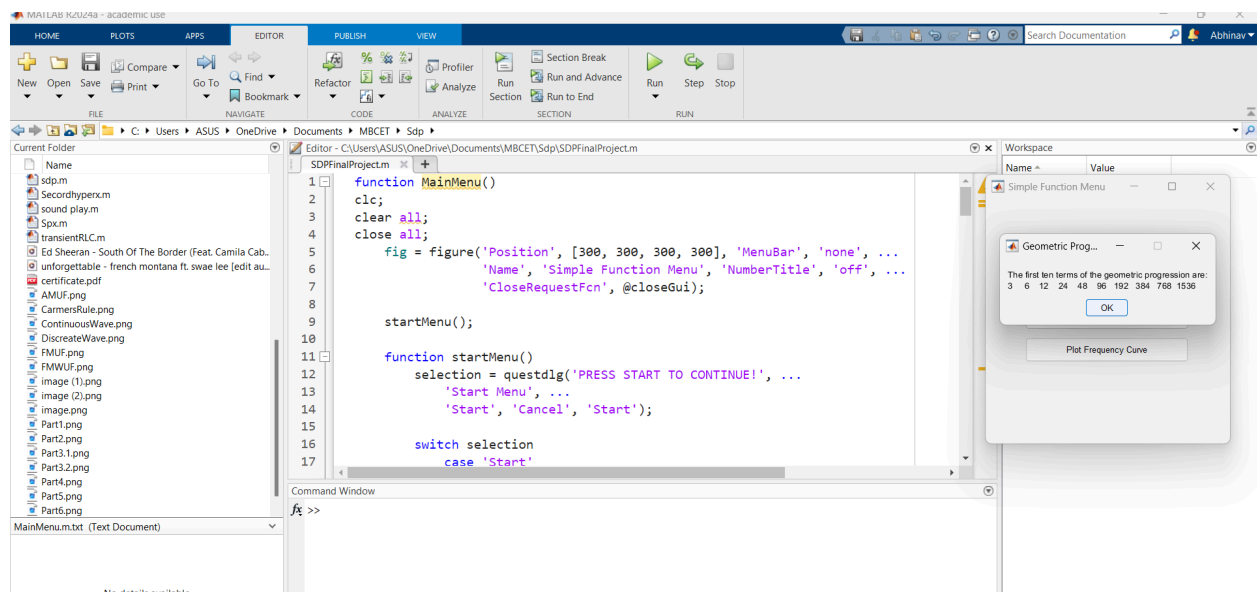 MATLAB R2024a - academic use
HOME PLOTS APPS EDITOR PUBLISH VIEW Search Documentation Abhinav
New Open Save Compare Print Go To Find Bookmark Refactor Profiler Analyze Run Section Section Break Run and Advance Run to End Run Step Stop
FILE NAVIGATE CODE ANALYZE SECTION RUN
C: Users ASUS OneDrive Documents MBCET Sdp
Current Folder
Name
sdp.m
Secordhyperx.m
sound play.m
Spx.m
transientRLC.m
Ed Sheeran - South Of The Border (Feat. Camila Cab..
unforgettable - french montana ft. swae lee [edit au...
certificate.pdf
AMUF.png
CarmersRule.png
ContinuousWave.png
DiscreateWave.png
FMUF.png
FMWUF.png
image (1).png
image (2).png
image.png
Part1.png
Part2.png
Part3.1.png
Part3.2.png
Part4.png
Part5.png
Part6.png
MainMenu.m.txt (Text Document)
Editor - C:\Users\ASUS\OneDrive\Documents\MBCET\Sdp\SDPFinalProject.m
SDPFinalProject.m
1 function MainMenu()
2 clc;
3 clear all;
4 close all;
5 fig = figure('Position', [300, 300, 300, 300], 'MenuBar', 'none', ...
6 'Name', 'Simple Function Menu', 'NumberTitle', 'off', ...
7 'CloseRequestFcn', @closeGui);
8
9 startMenu();
10
11 function startMenu()
12 selection = questdlg('PRESS START TO CONTINUE!', ...
13 'Start Menu', ...
14 'Start', 'Cancel', 'Start');
15
16 switch selection
17 case 'Start'
Command Window
fx >>
Workspace
Name Value
Simple Function Menu
Geometric Prog...
The first ten terms of the geometric progression are:
3 6 12 24 48 96 192 384 768 1536
OK
Plot Frequency Curve